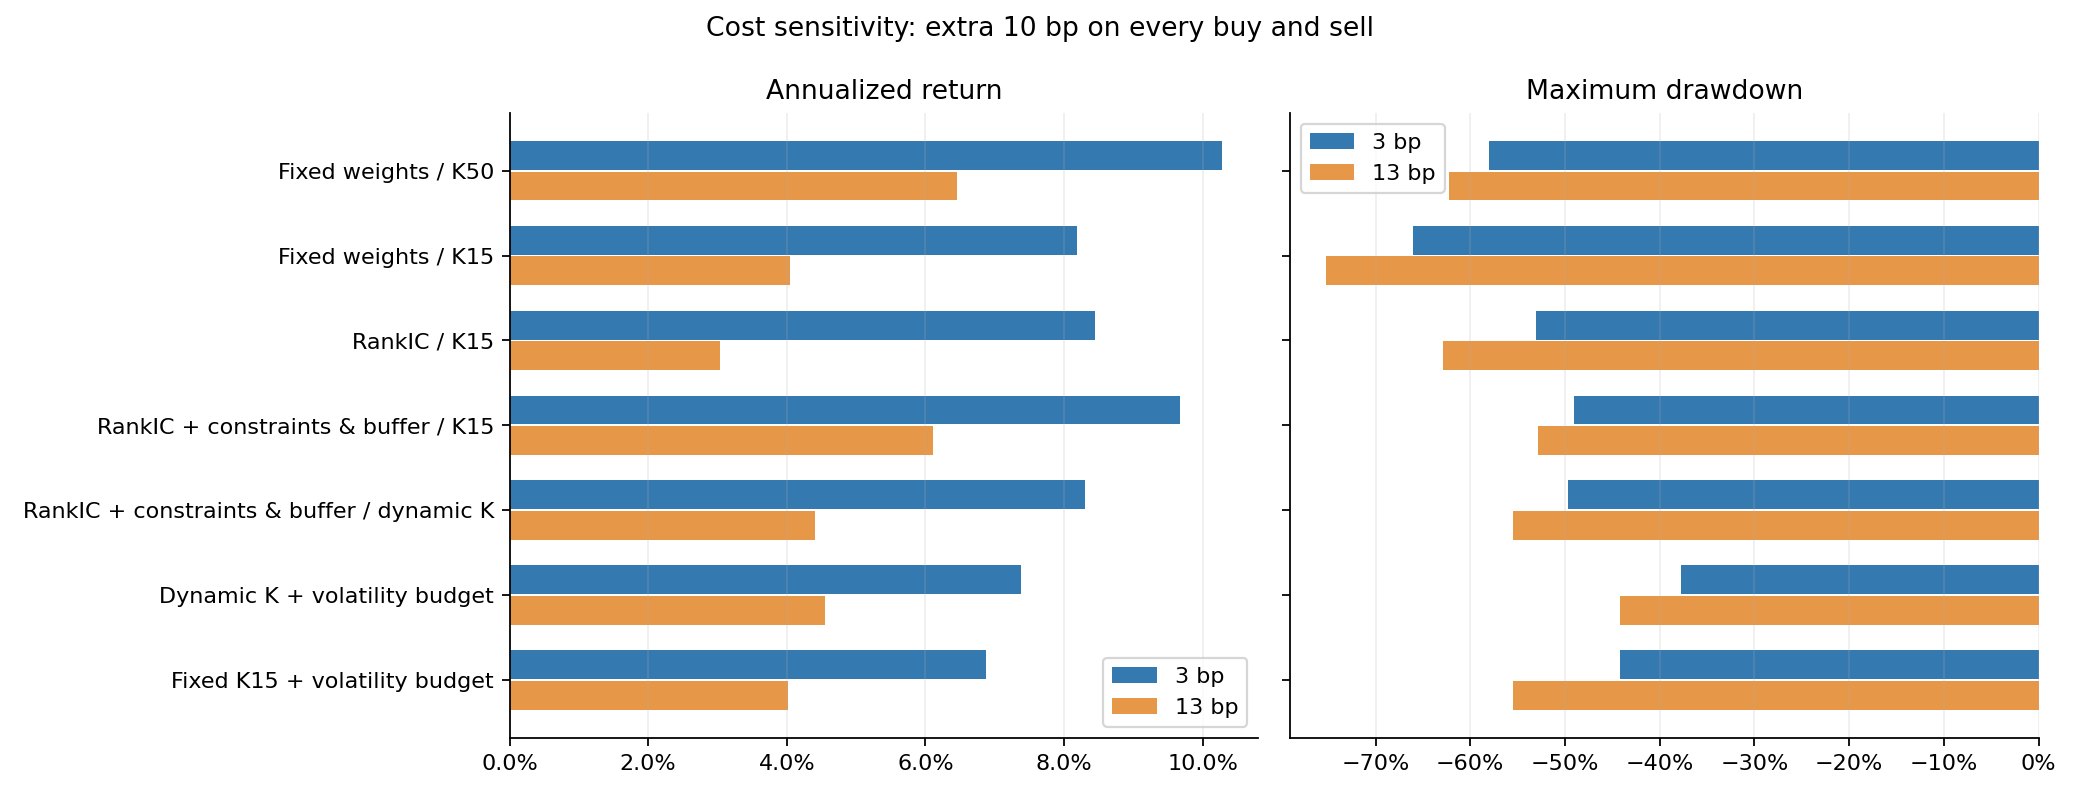 Cost sensitivity: extra 10 bp on every buy and sell
Annualized return
Fixed weights / K50
Fixed weights / K15
RankIC / K15
RankIC + constraints & buffer / K15
RankIC + constraints & buffer / dynamic K
Dynamic K + volatility budget
Fixed K15 + volatility budget
3 bp
13 bp
0.0% 2.0% 4.0% 6.0% 8.0% 10.0%
Maximum drawdown
3 bp
13 bp
−70% −60% −50% −40% −30% −20% −10% 0%